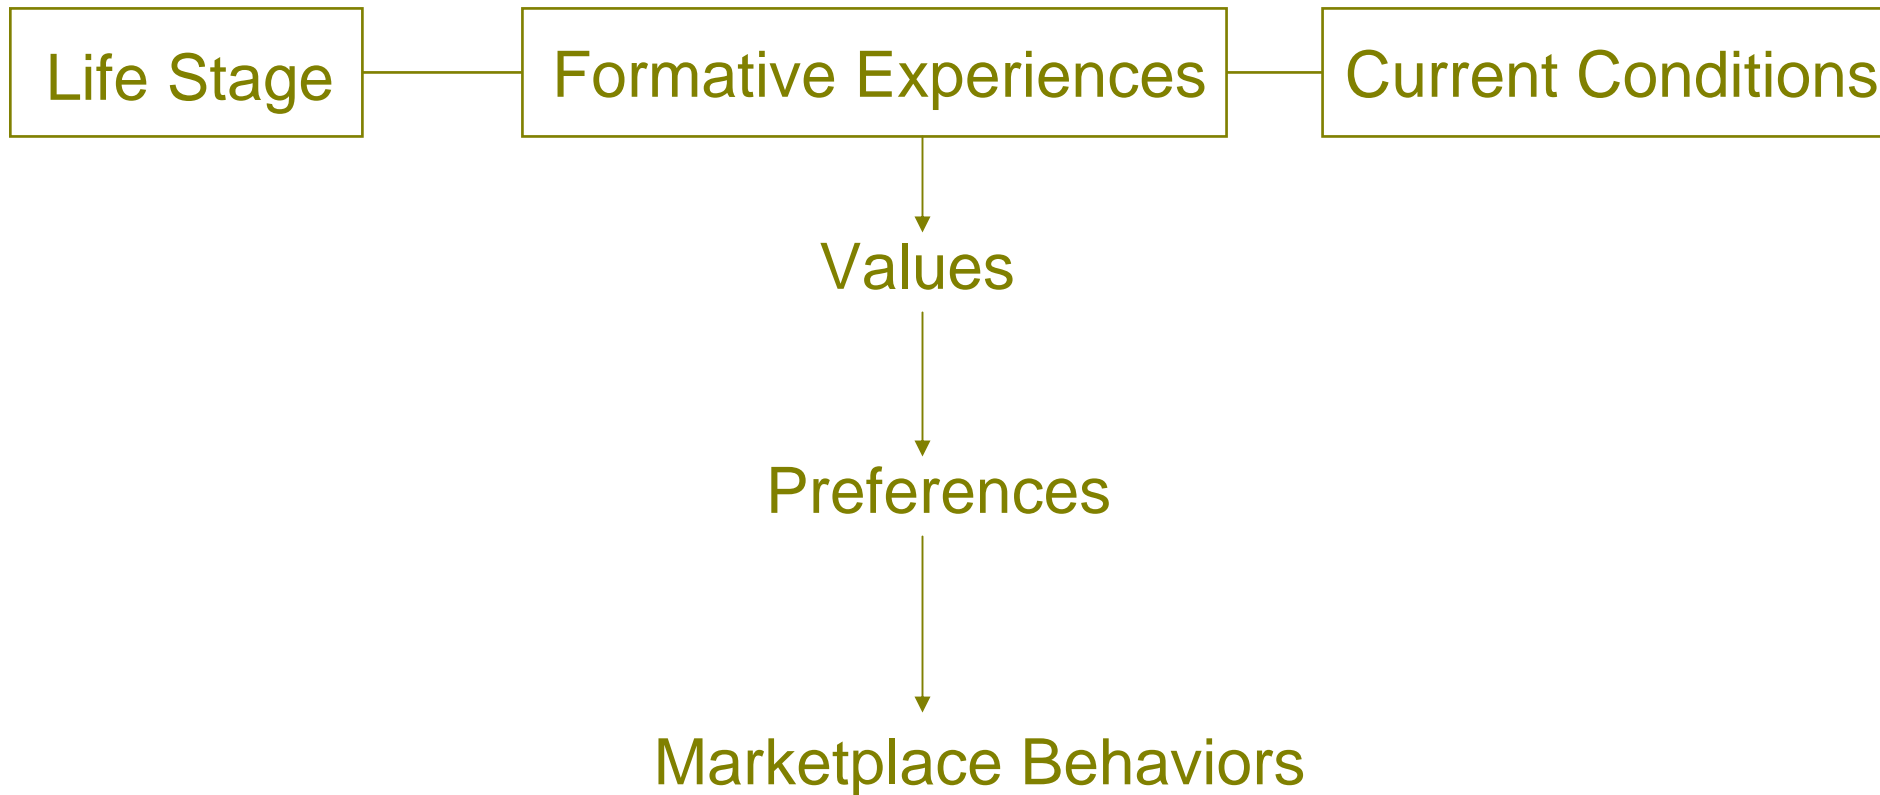 Life Stage
Formative Experiences
Current Conditions
Values
Preferences
Marketplace Behaviors